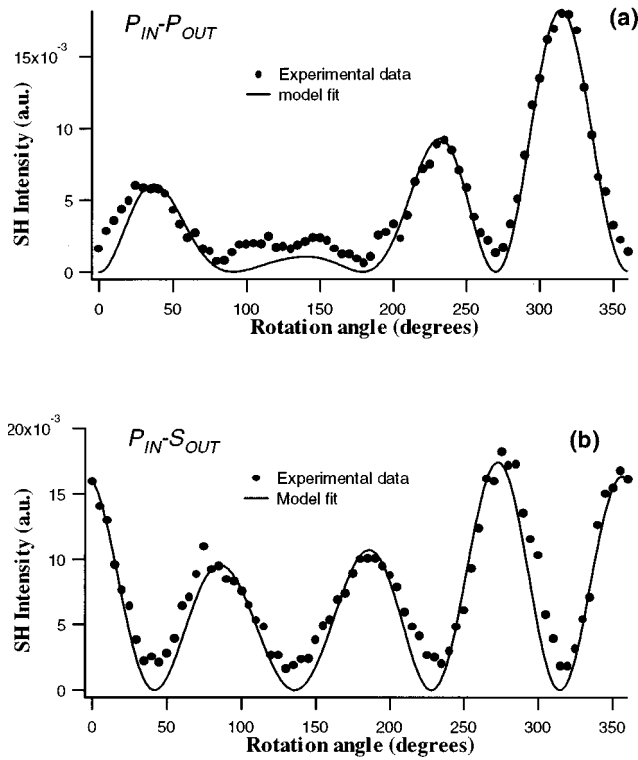 P_IN-P_OUT
(a)
15x10^-3
Experimental data
model fit
10
5
0
SH Intensity (a.u.)
0 50 100 150 200 250 300 350
Rotation angle (degrees)
P_IN-S_OUT
(b)
20x10^-3
Experimental data
Model fit
15
10
5
0
SH Intensity (a.u.)
0 50 100 150 200 250 300 350
Rotation angle (degrees)